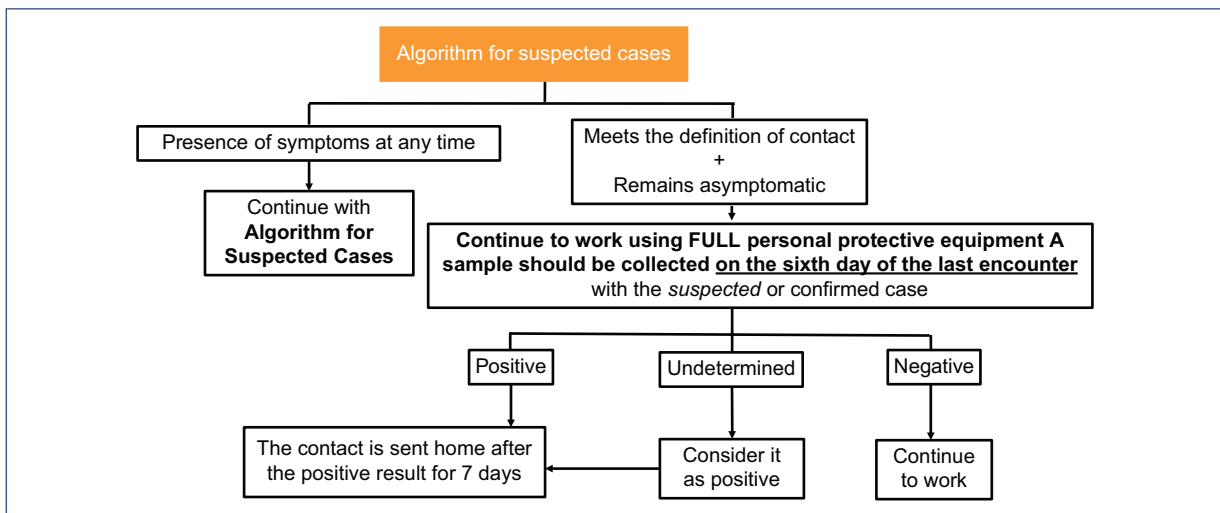 Algorithm for suspected cases
Presence of symptoms at any time
Meets the definition of contact
+
Remains asymptomatic
Continue with
Algorithm for
Suspected Cases
Continue to work using FULL personal protective equipment A
sample should be collected on the sixth day of the last encounter
with the suspected or confirmed case
Positive
Undetermined
Negative
The contact is sent home after
the positive result for 7 days
Consider it
as positive
Continue
to work